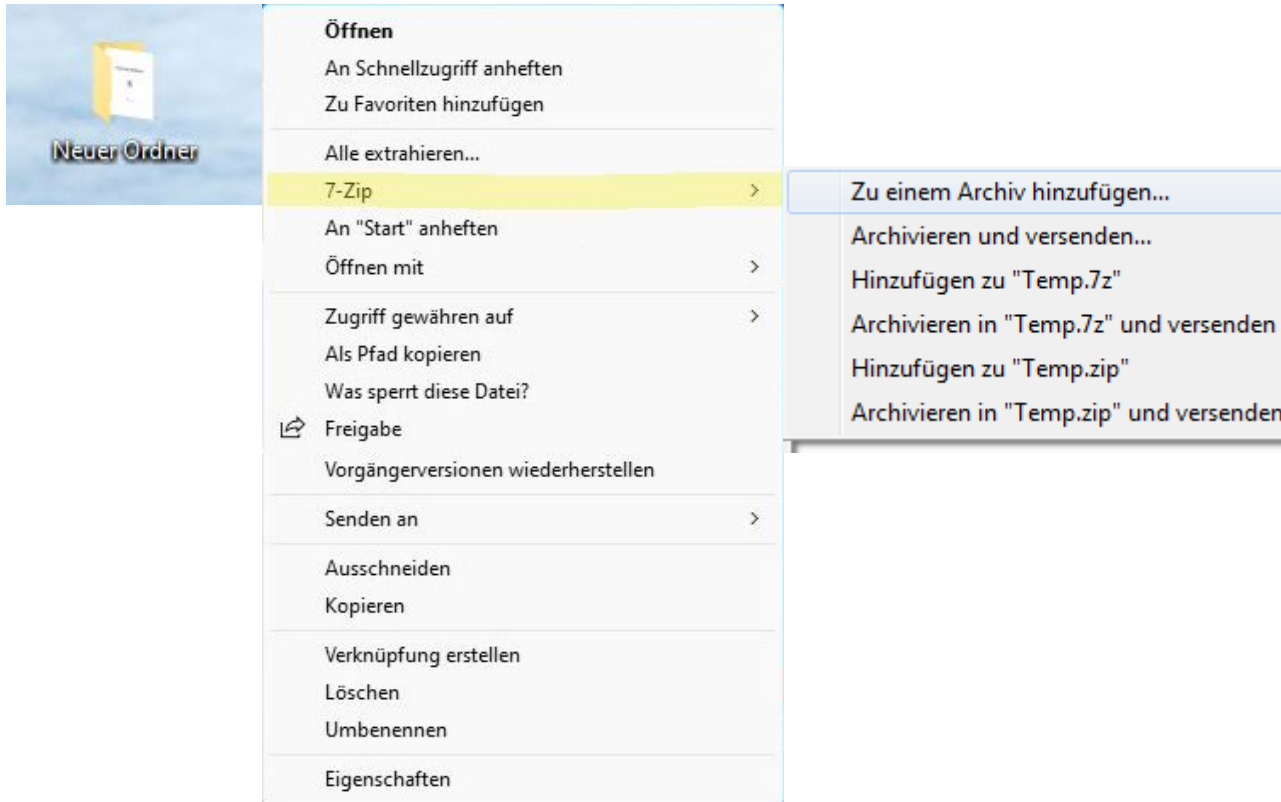 Neuer Ordner
Öffnen
An Schnellzugriff anheften
Zu Favoriten hinzufügen
Alle extrahieren...
7-Zip
An "Start" anheften
Öffnen mit
Zugriff gewähren auf
Als Pfad kopieren
Was sperrt diese Datei?
Freigabe
Vorgängerversionen wiederherstellen
Senden an
Ausschneiden
Kopieren
Verknüpfung erstellen
Löschen
Umbenennen
Eigenschaften
Zu einem Archiv hinzufügen...
Archivieren und versenden...
Hinzufügen zu "Temp.7z"
Archivieren in "Temp.7z" und versenden
Hinzufügen zu "Temp.zip"
Archivieren in "Temp.zip" und versenden